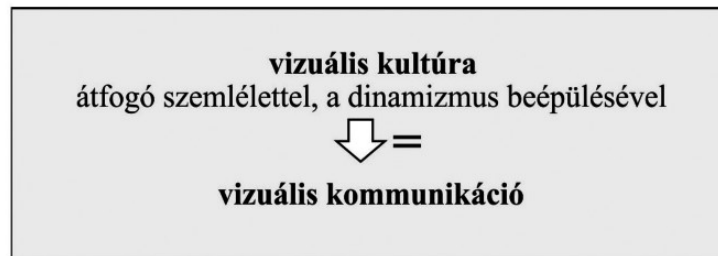 vizuális kultúra
átfogó szemlélettel, a dinamizmus beépülésével
=
vizuális kommunikáció